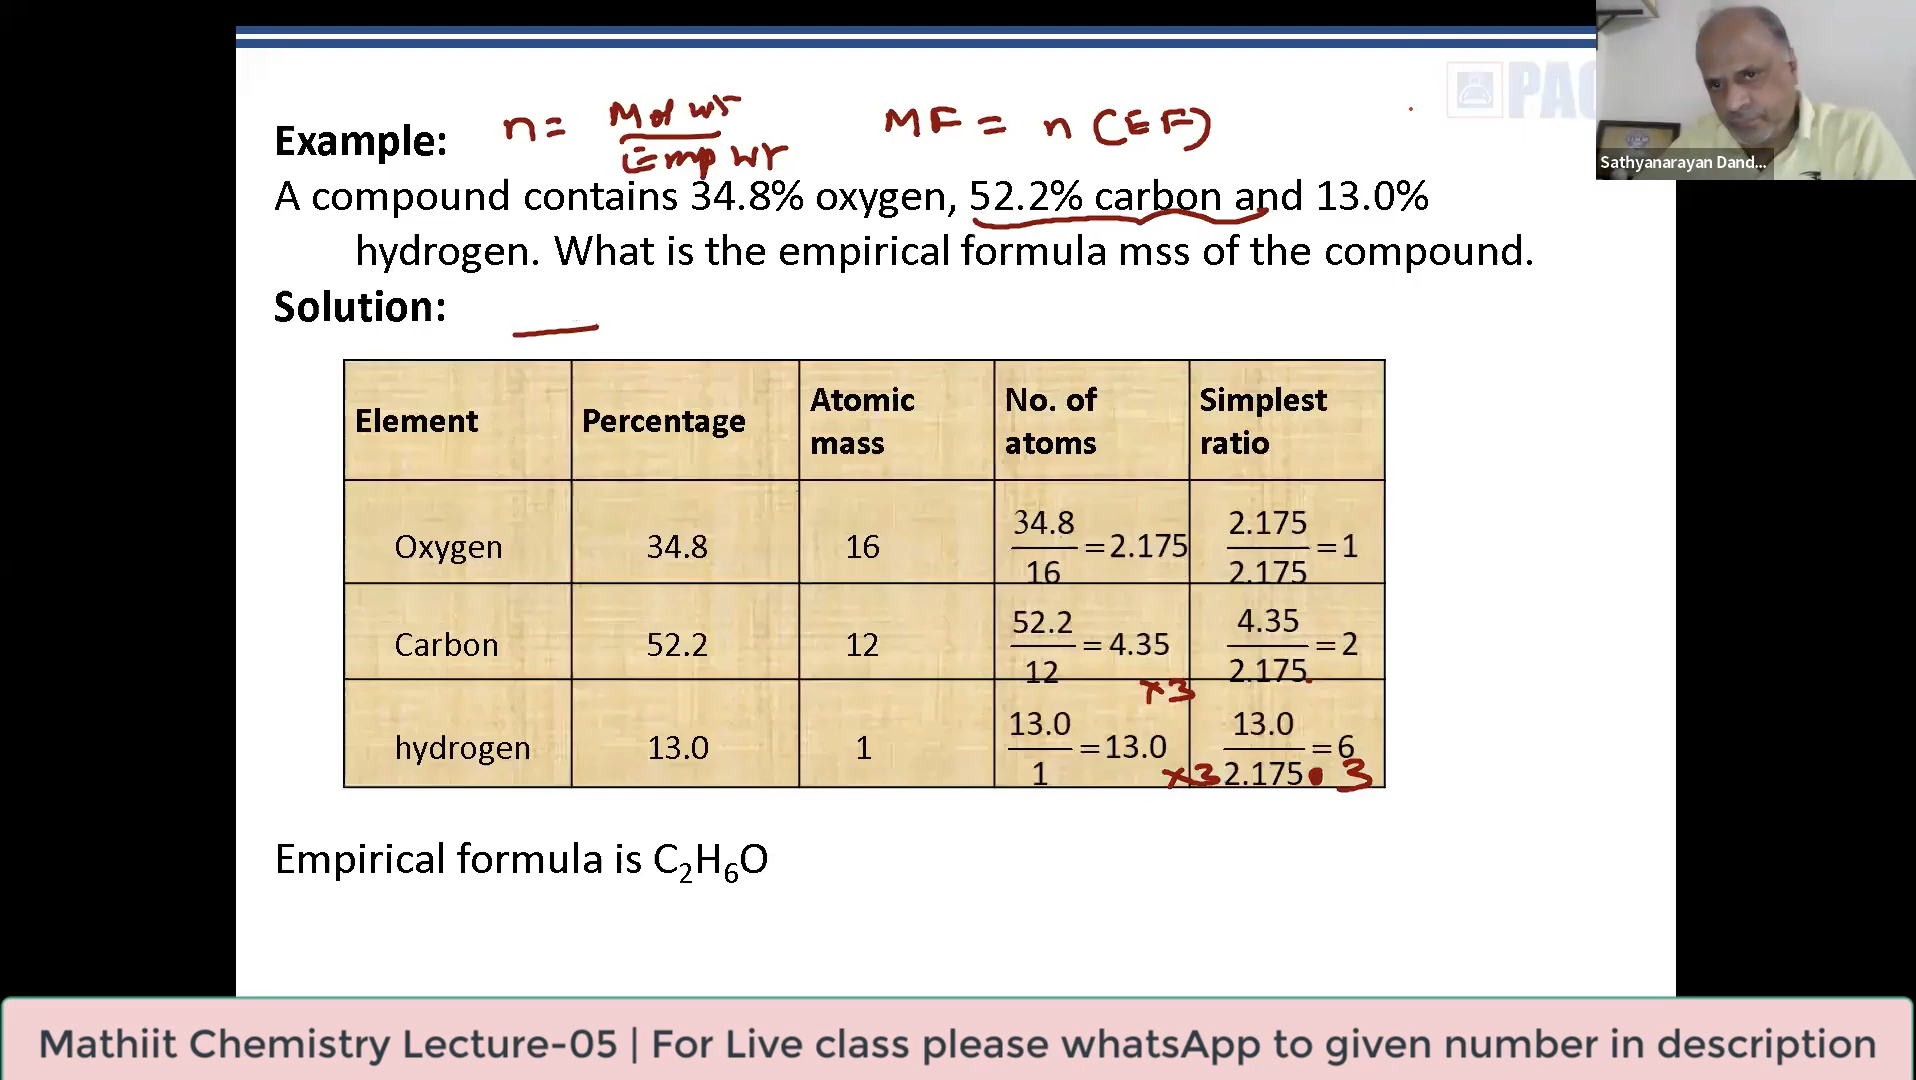 PAC
Sathyanarayan Dand...
n = Mol wt / Emp wt MF = n (EF)
Example:
A compound contains 34.8% oxygen, 52.2% carbon and 13.0%
hydrogen. What is the empirical formula mss of the compound.
Solution:
Element Percentage Atomic mass No. of atoms Simplest ratio
Oxygen 34.8 16 34.8/16 = 2.175 2.175/2.175 = 1
Carbon 52.2 12 52.2/12 = 4.35 4.35/2.175 = 2
×3
hydrogen 13.0 1 13.0/1 = 13.0 13.0/2.175 = 6
×3 3
Empirical formula is C₂H₆O
Mathiit Chemistry Lecture-05 | For Live class please whatsApp to given number in description